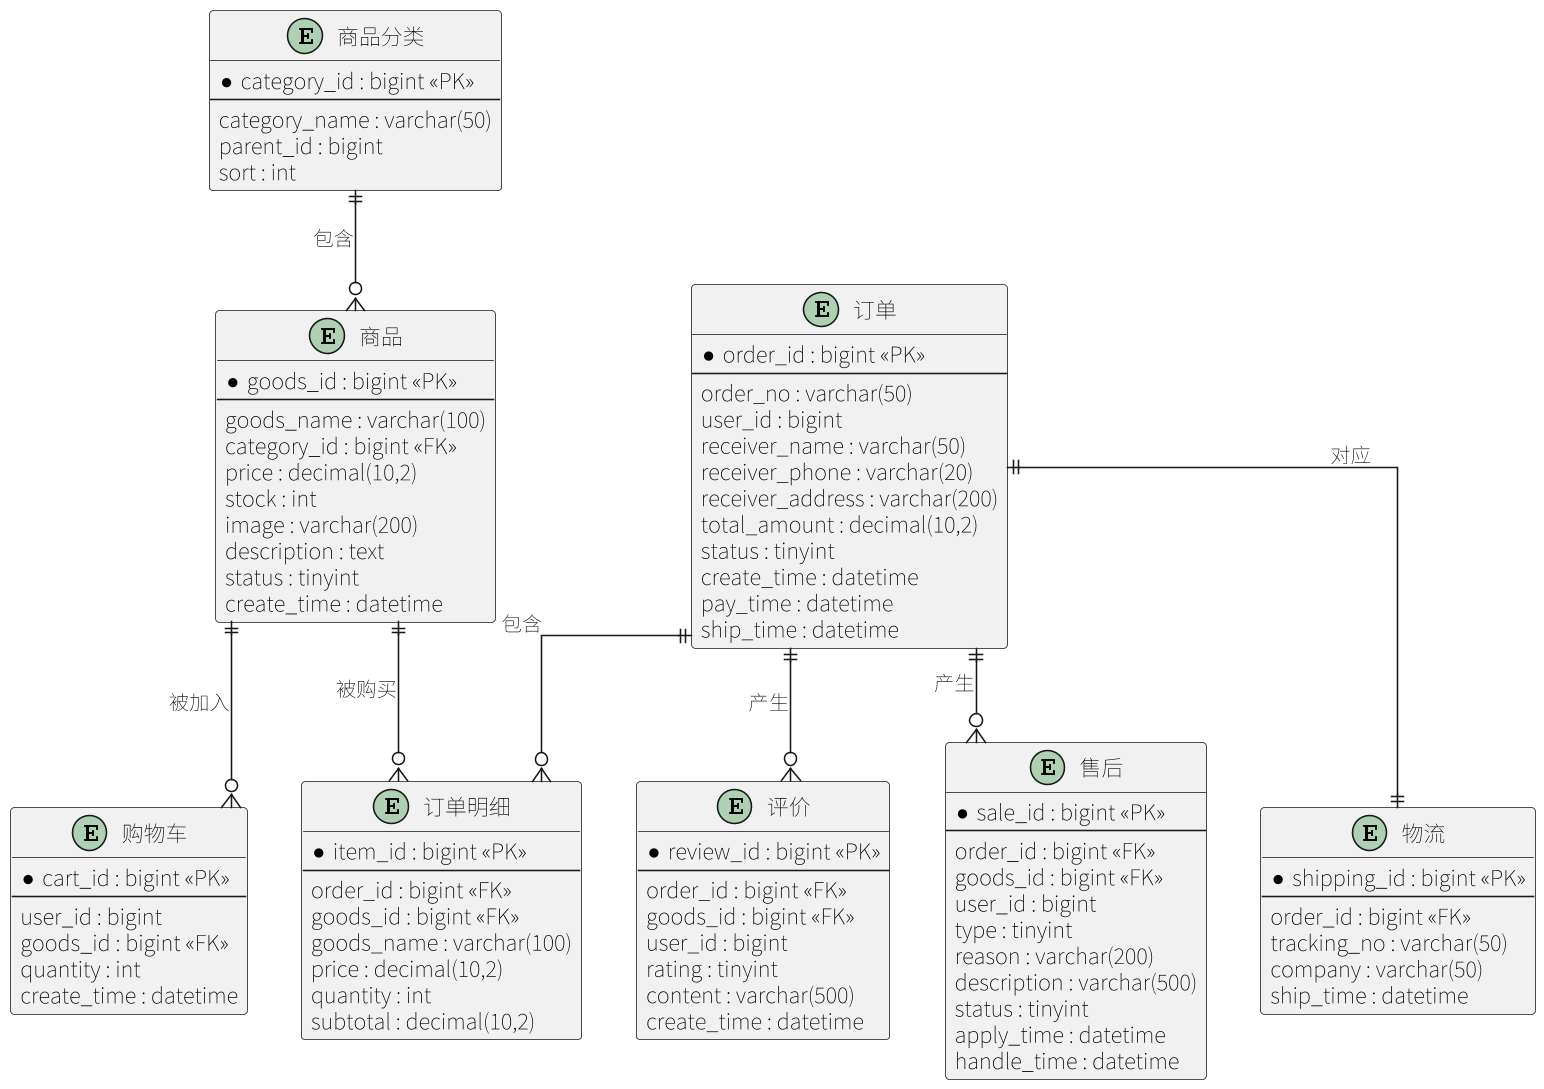 E 商品分类
category_id : bigint «PK»
category_name : varchar(50)
parent_id : bigint
sort : int
包含
E 商品
goods_id : bigint «PK»
goods_name : varchar(100)
category_id : bigint «FK»
price : decimal(10,2)
stock : int
image : varchar(200)
description : text
status : tinyint
create_time : datetime
E 订单
order_id : bigint «PK»
order_no : varchar(50)
user_id : bigint
receiver_name : varchar(50)
receiver_phone : varchar(20)
receiver_address : varchar(200)
total_amount : decimal(10,2)
status : tinyint
create_time : datetime
pay_time : datetime
ship_time : datetime
对应
被加入
被购买
包含
产生
产生
E 购物车
cart_id : bigint «PK»
user_id : bigint
goods_id : bigint «FK»
quantity : int
create_time : datetime
E 订单明细
item_id : bigint «PK»
order_id : bigint «FK»
goods_id : bigint «FK»
goods_name : varchar(100)
price : decimal(10,2)
quantity : int
subtotal : decimal(10,2)
E 评价
review_id : bigint «PK»
order_id : bigint «FK»
goods_id : bigint «FK»
user_id : bigint
rating : tinyint
content : varchar(500)
create_time : datetime
E 售后
sale_id : bigint «PK»
order_id : bigint «FK»
goods_id : bigint «FK»
user_id : bigint
type : tinyint
reason : varchar(200)
description : varchar(500)
status : tinyint
apply_time : datetime
handle_time : datetime
E 物流
shipping_id : bigint «PK»
order_id : bigint «FK»
tracking_no : varchar(50)
company : varchar(50)
ship_time : datetime